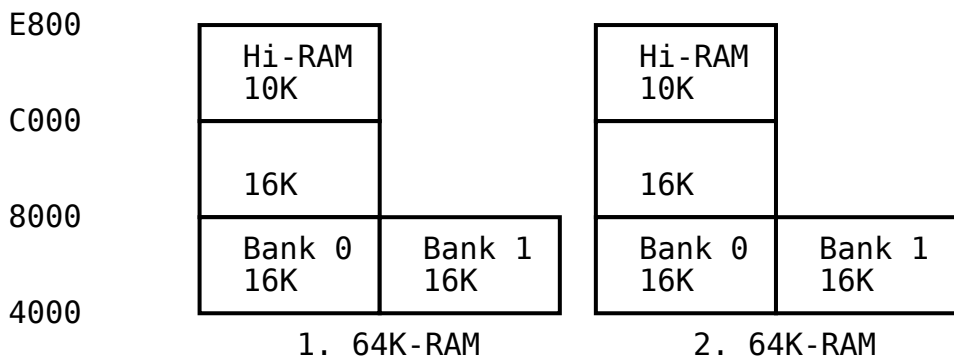 E800
Hi-RAM Hi-RAM
10K 10K
C000
16K 16K
8000
Bank 0 Bank 1 Bank 0 Bank 1
16K 16K 16K 16K
4000
1. 64K-RAM 2. 64K-RAM